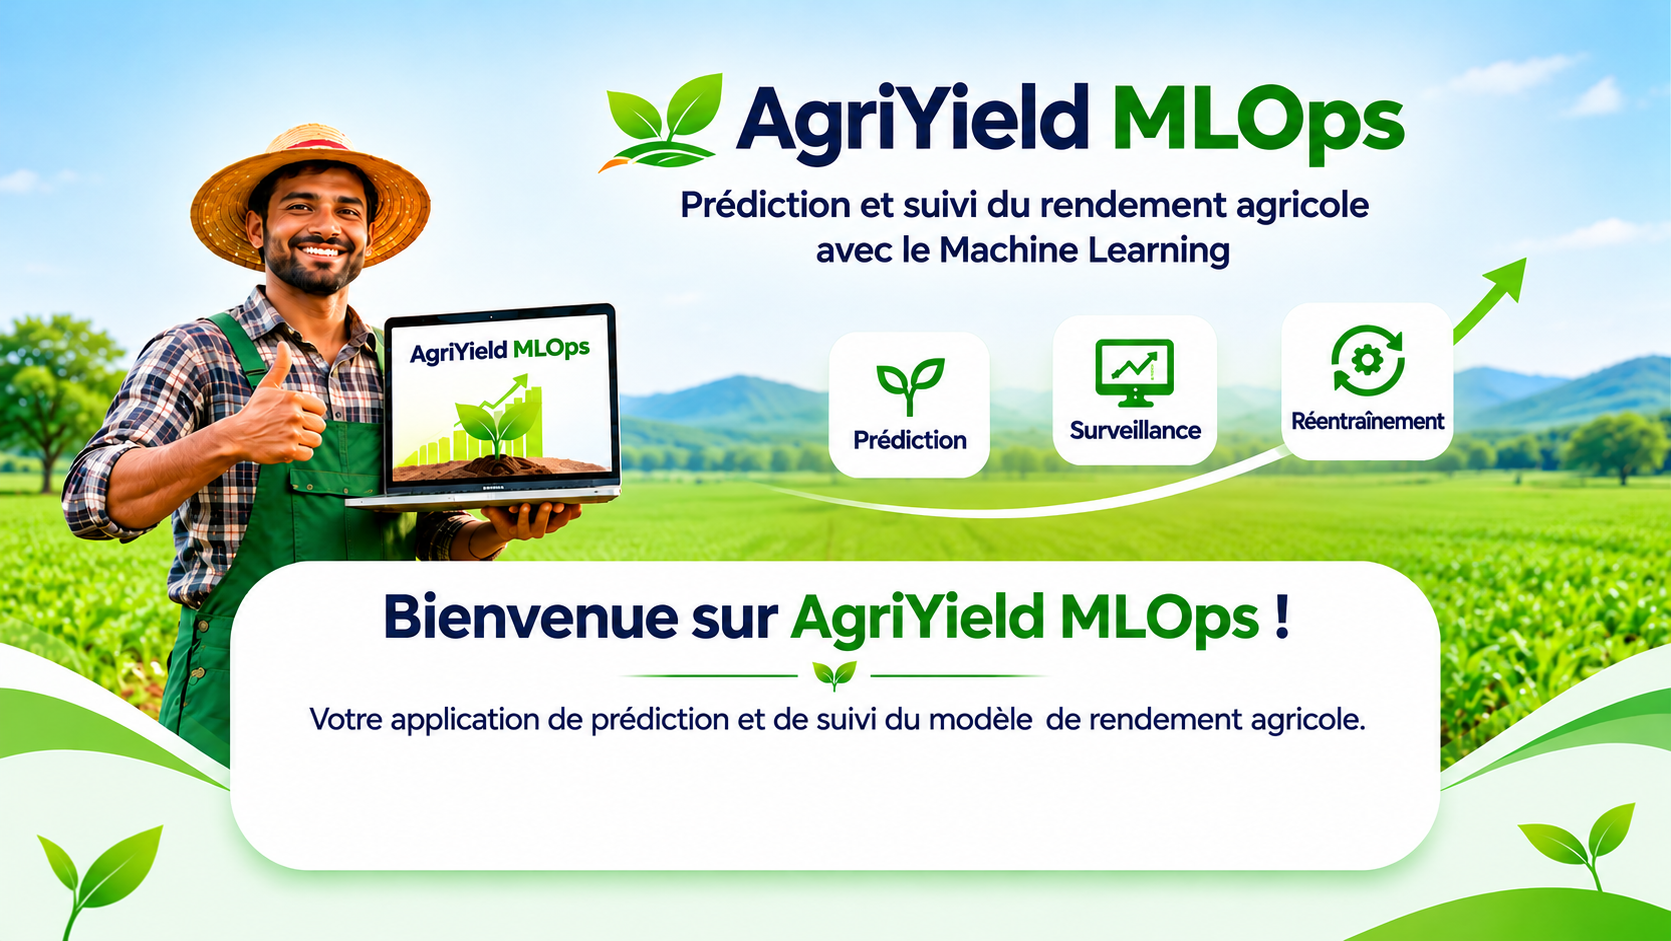 AgriYield MLOps
Prédiction et suivi du rendement agricole
avec le Machine Learning
AgriYield MLOps
Prédiction
Surveillance
Réentraînement
Bienvenue sur AgriYield MLOps !
Votre application de prédiction et de suivi du modèle de rendement agricole.